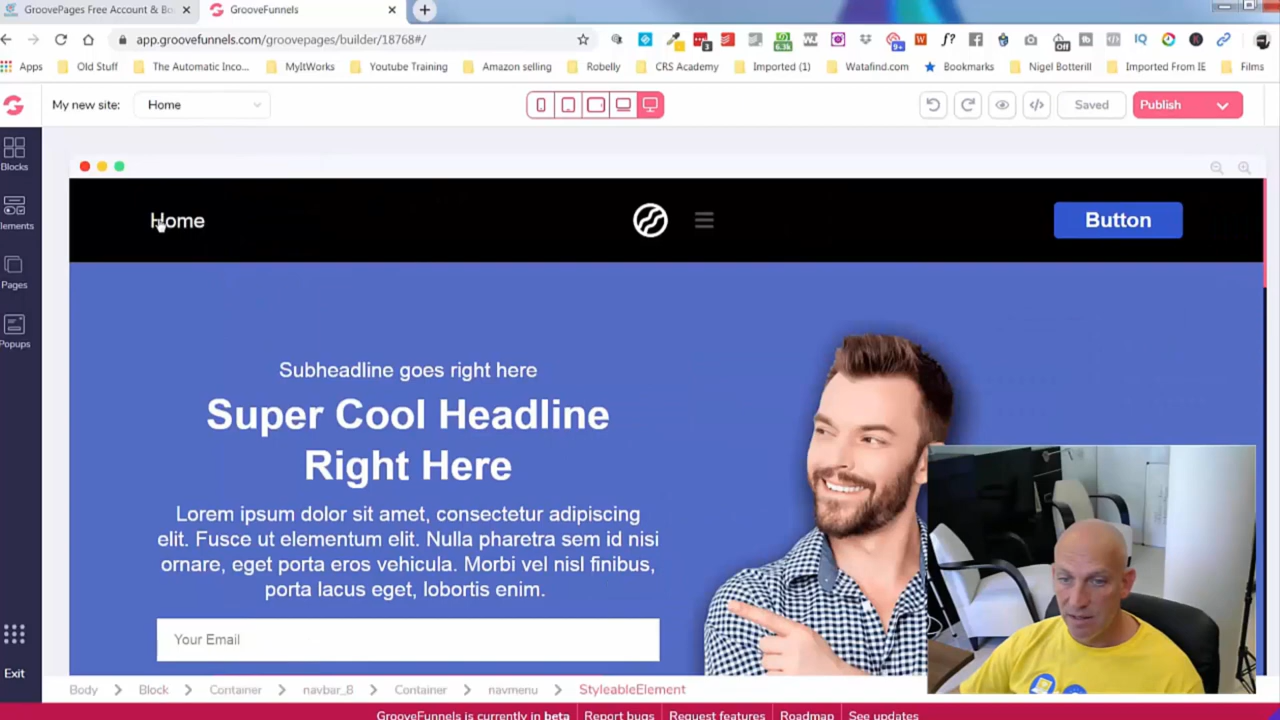 GroovePages Free Account & Bo
GrooveFunnels
app.groovefunnels.com/groovepages/builder/18768#/
Apps
Old Stuff
The Automatic Inco...
MyItWorks
Youtube Training
Amazon selling
Robelly
CRS Academy
Imported (1)
Watafind.com
Bookmarks
Nigel Botterill
Imported From IE
Films
My new site:
Home
Saved
Publish
Blocks
lements
Pages
Popups
Exit
Home
Button
Subheadline goes right here
Super Cool Headline
Right Here
Lorem ipsum dolor sit amet, consectetur adipiscing
elit. Fusce ut elementum elit. Nulla pharetra sem id nisi
ornare, eget porta eros vehicula. Morbi vel nisl finibus,
porta lacus eget, lobortis enim.
Your Email
Body
Block
Container
navbar_8
Container
navmenu
StyleableElement
GrooveFunnels is currently in beta
Report bugs
Request features
Roadmap
See updates